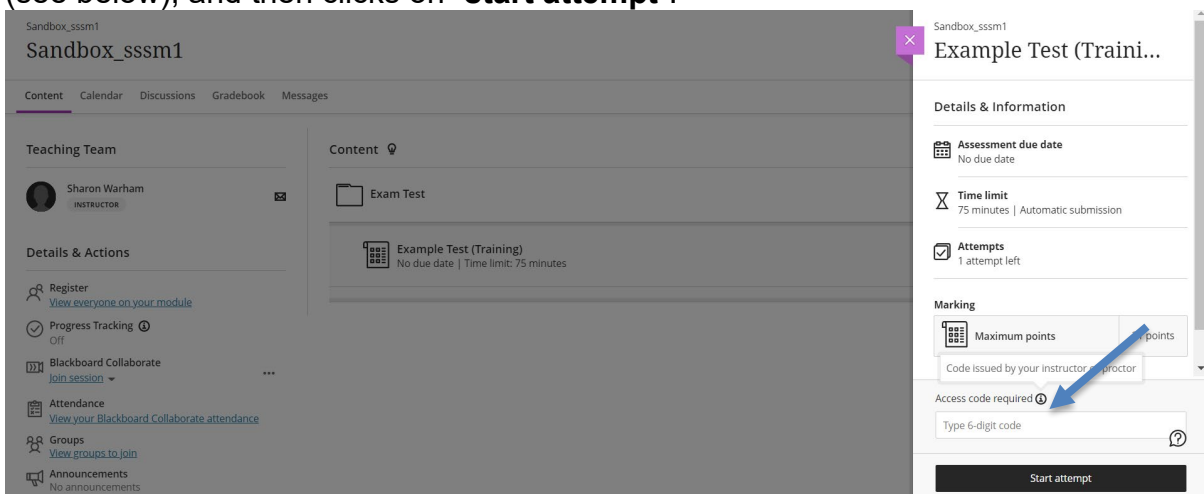 (see below), and then clicks on “Start attempt”.
Sandbox_sssm1
Sandbox_sssm1
Content Calendar Discussions Gradebook Messages
Teaching Team
Sharon Warham
INSTRUCTOR
Details & Actions
Register
View everyone on your module
Progress Tracking
Off
Blackboard Collaborate
Join session
Attendance
View your Blackboard Collaborate attendance
Groups
View groups to join
Announcements
No announcements
Content
Exam Test
Example Test (Training)
No due date | Time limit: 75 minutes
Sandbox_sssm1
Example Test (Traini...
Details & Information
Assessment due date
No due date
Time limit
75 minutes | Automatic submission
Attempts
1 attempt left
Marking
Maximum points
points
Code issued by your instructor or proctor
Access code required
Type 6-digit code
Start attempt